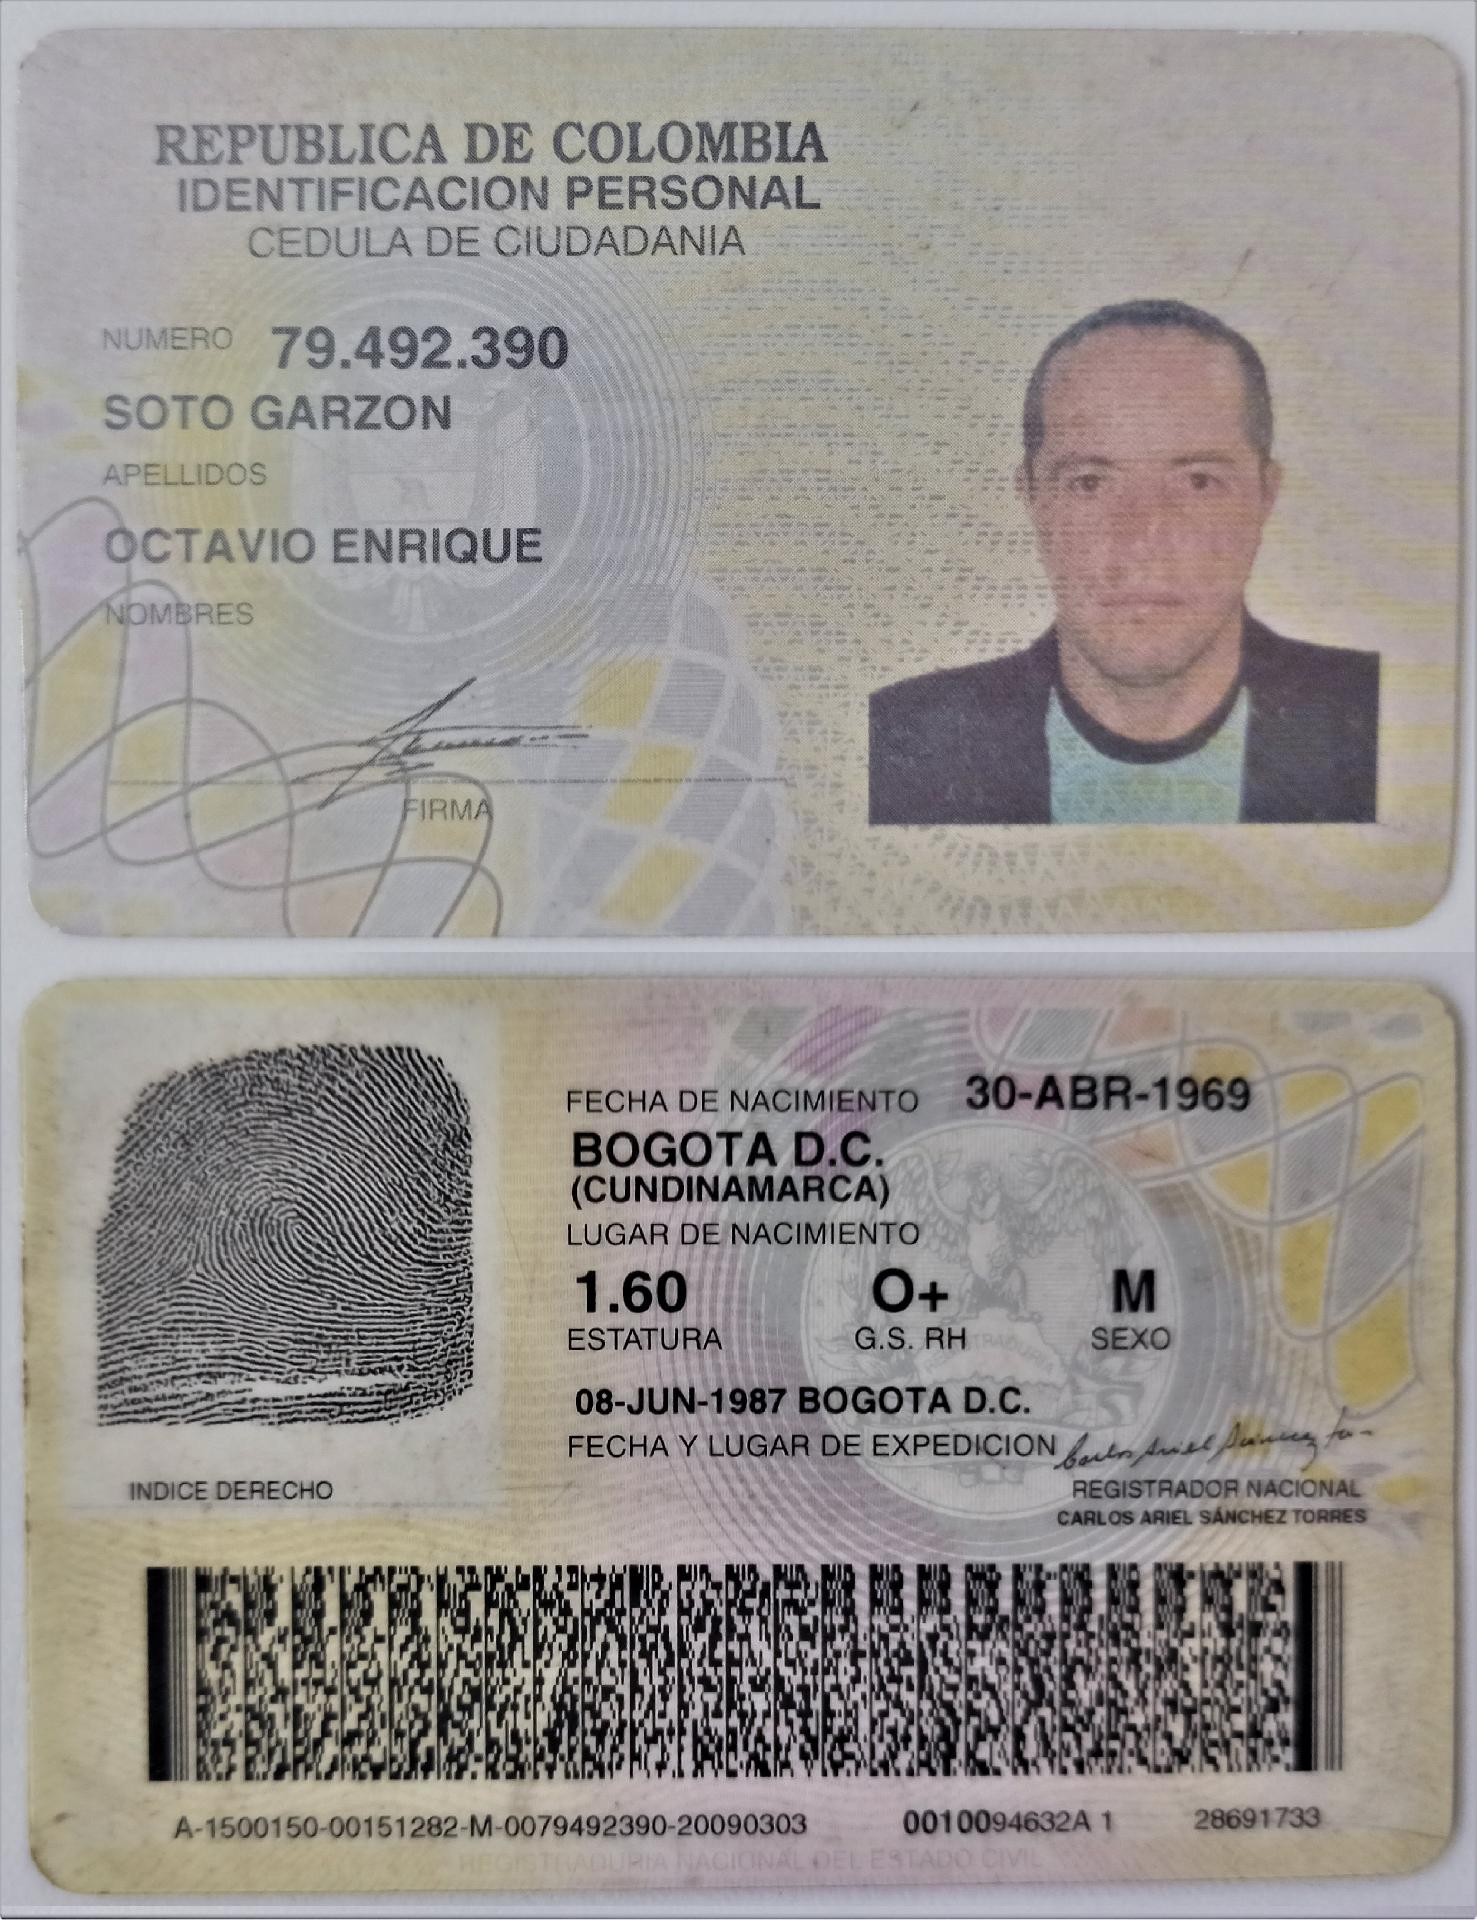 REPUBLICA DE COLOMBIA
IDENTIFICACION PERSONAL
CEDULA DE CIUDADANIA
NUMERO 79.492.390
SOTO GARZON
APELLIDOS
OCTAVIO ENRIQUE
NOMBRES
FIRMA
FECHA DE NACIMIENTO 30-ABR-1969
BOGOTA D.C.
(CUNDINAMARCA)
LUGAR DE NACIMIENTO
1.60 O+ M
ESTATURA G.S. RH SEXO
08-JUN-1987 BOGOTA D.C.
FECHA Y LUGAR DE EXPEDICION
INDICE DERECHO
REGISTRADOR NACIONAL
CARLOS ARIEL SÁNCHEZ TORRES
A-1500150-00151282-M-0079492390-20090303 0010094632A 1 28691733
REGISTRADURIA NACIONAL DEL ESTADO CIVIL